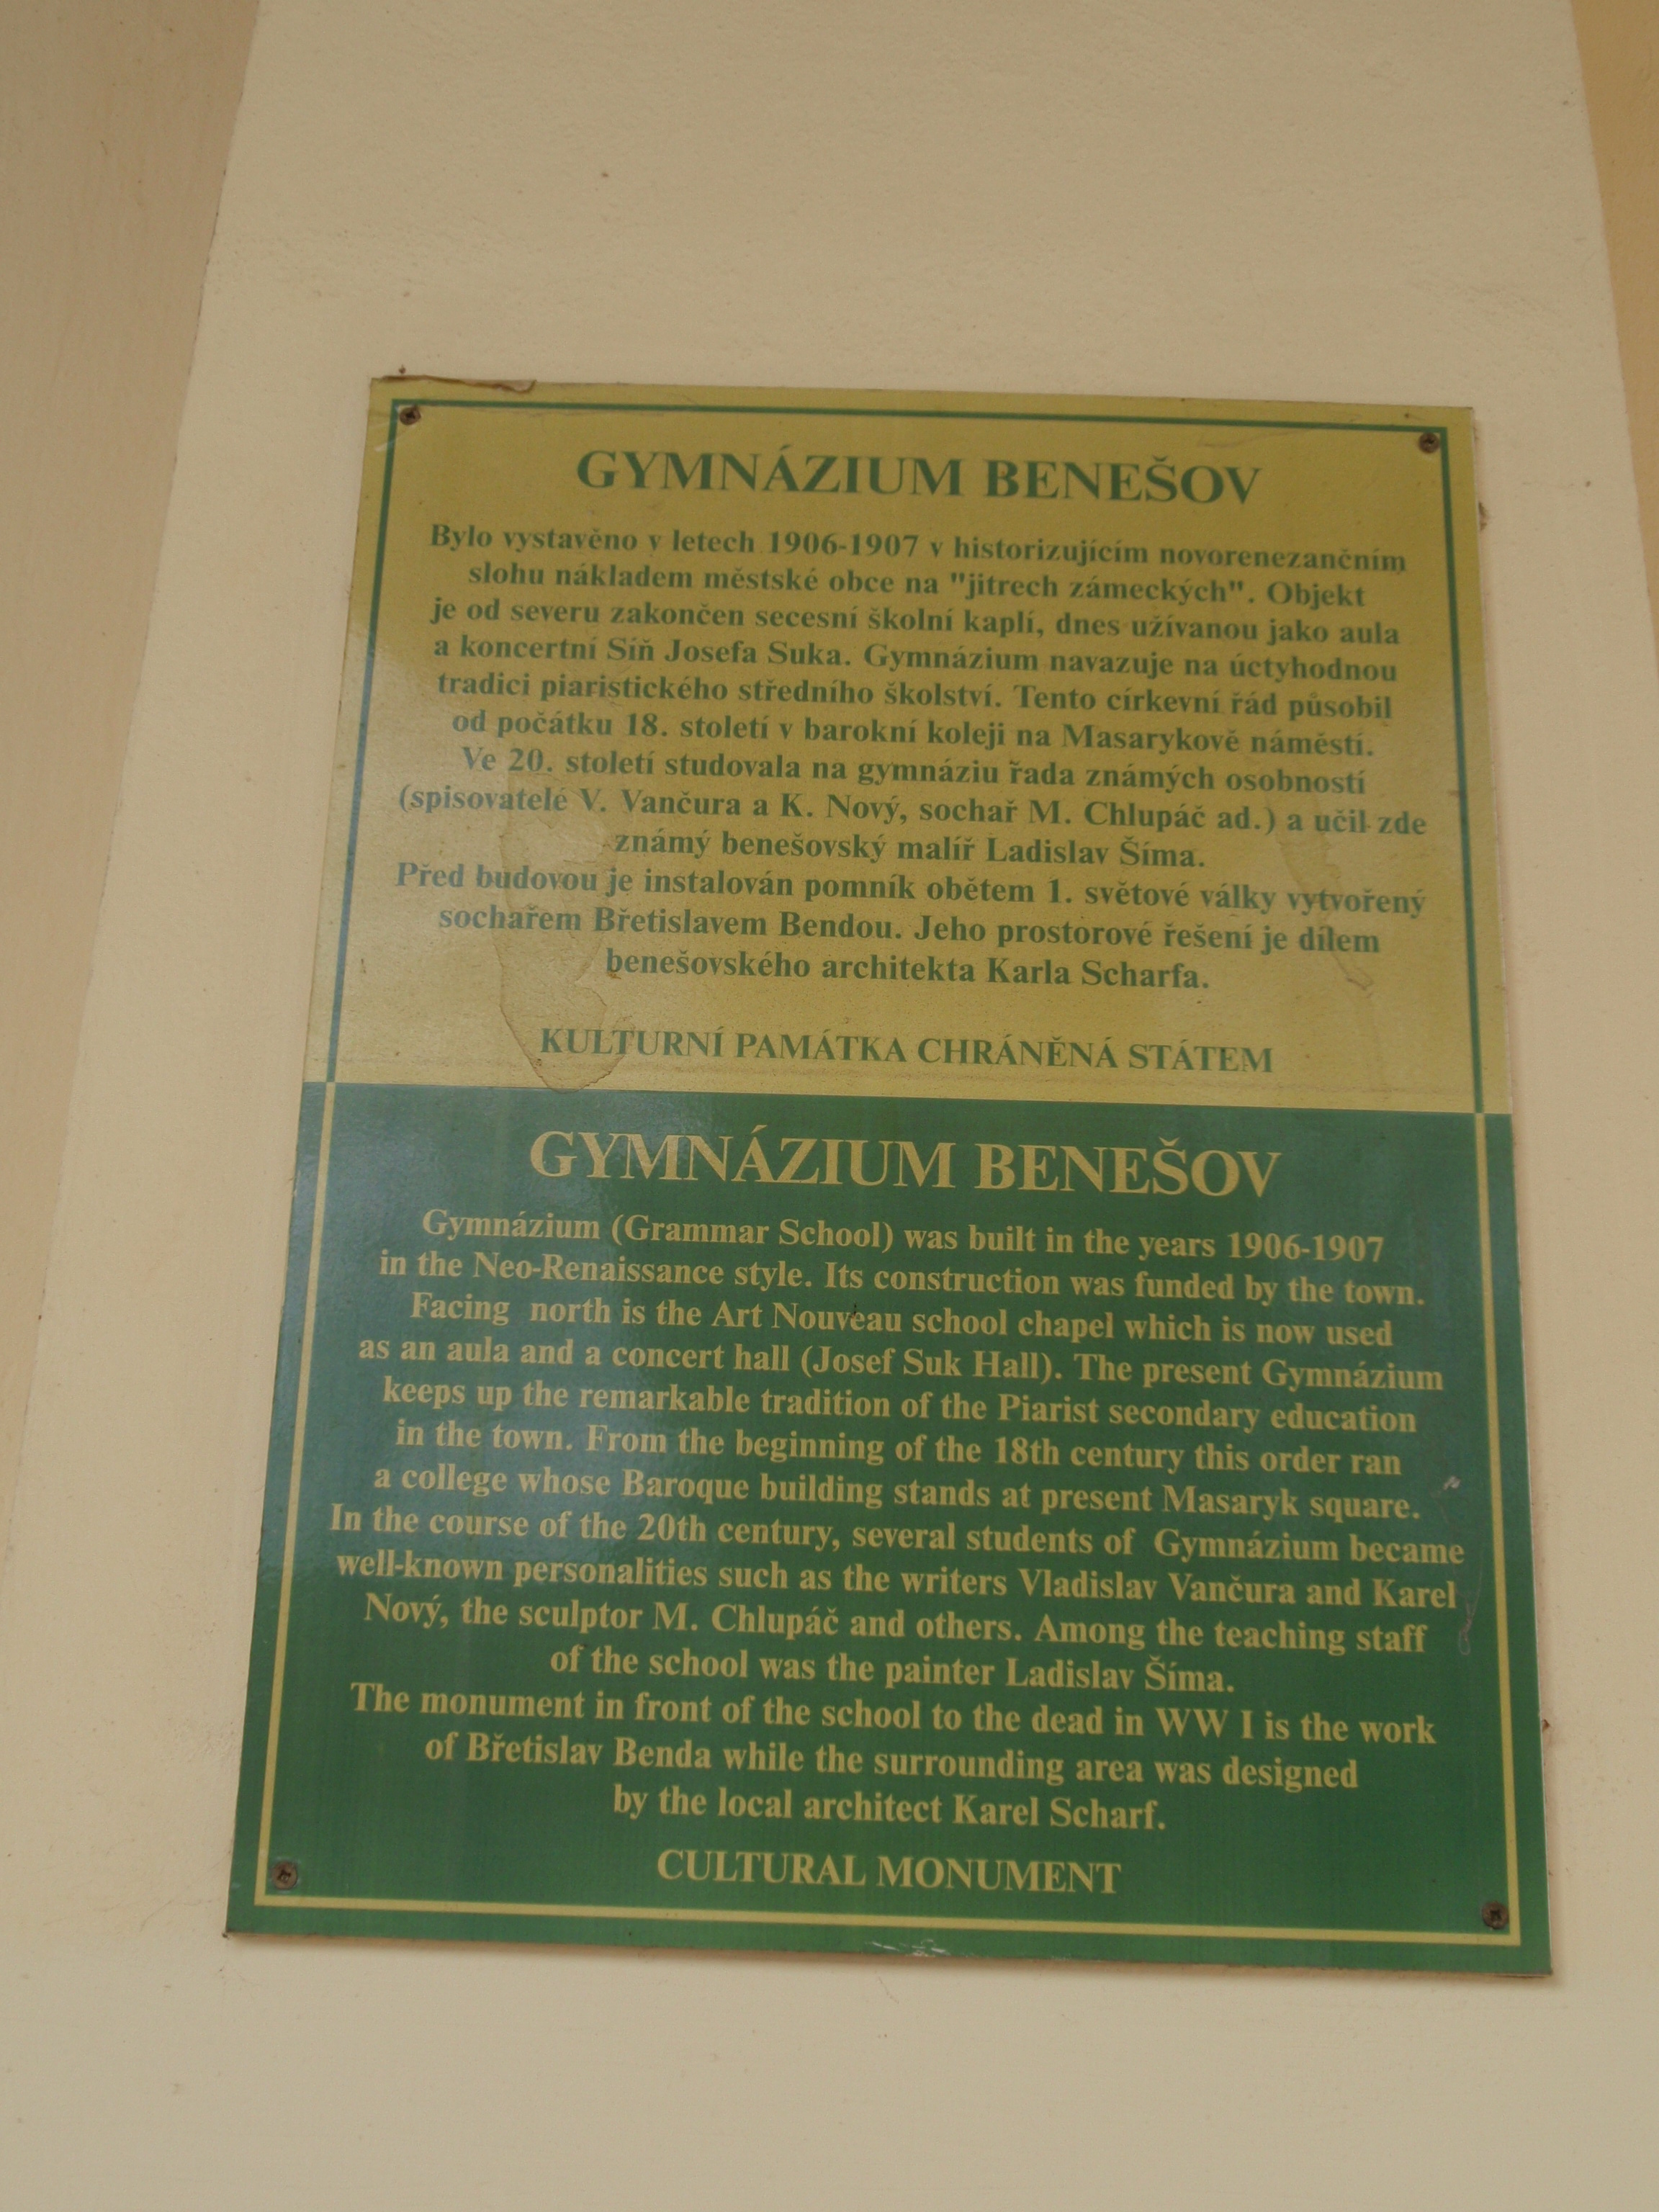 GYMNÁZIUM BENEŠOV
Bylo vystavěno v letech 1906-1907 v historizujícím novorenezančním
slohu nákladem městské obce na "jitrech zámeckých". Objekt
je od severu zakončen secesní školní kaplí, dnes užívanou jako aula
a koncertní Síň Josefa Suka. Gymnázium navazuje na úctyhodnou
tradici piaristického středního školství. Tento církevní řád působil
od počátku 18. století v barokní koleji na Masarykově náměstí.
Ve 20. století studovala na gymnáziu řada známých osobností
(spisovatelé V. Vančura a K. Nový, sochař M. Chlupáč ad.) a učil zde
známý benešovský malíř Ladislav Šíma.
Před budovou je instalován pomník obětem 1. světové války vytvořený
sochařem Břetislavem Bendou. Jeho prostorové řešení je dílem
benešovského architekta Karla Scharfa.
KULTURNÍ PAMÁTKA CHRÁNĚNÁ STÁTEM
GYMNÁZIUM BENEŠOV
Gymnázium (Grammar School) was built in the years 1906-1907
in the Neo-Renaissance style. Its construction was funded by the town.
Facing north is the Art Nouveau school chapel which is now used
as an aula and a concert hall (Josef Suk Hall). The present Gymnázium
keeps up the remarkable tradition of the Piarist secondary education
in the town. From the beginning of the 18th century this order ran
a college whose Baroque building stands at present Masaryk square.
In the course of the 20th century, several students of Gymnázium became
well-known personalities such as the writers Vladislav Vančura and Karel
Nový, the sculptor M. Chlupáč and others. Among the teaching staff
of the school was the painter Ladislav Šíma.
The monument in front of the school to the dead in WW I is the work
of Břetislav Benda while the surrounding area was designed
by the local architect Karel Scharf.
CULTURAL MONUMENT